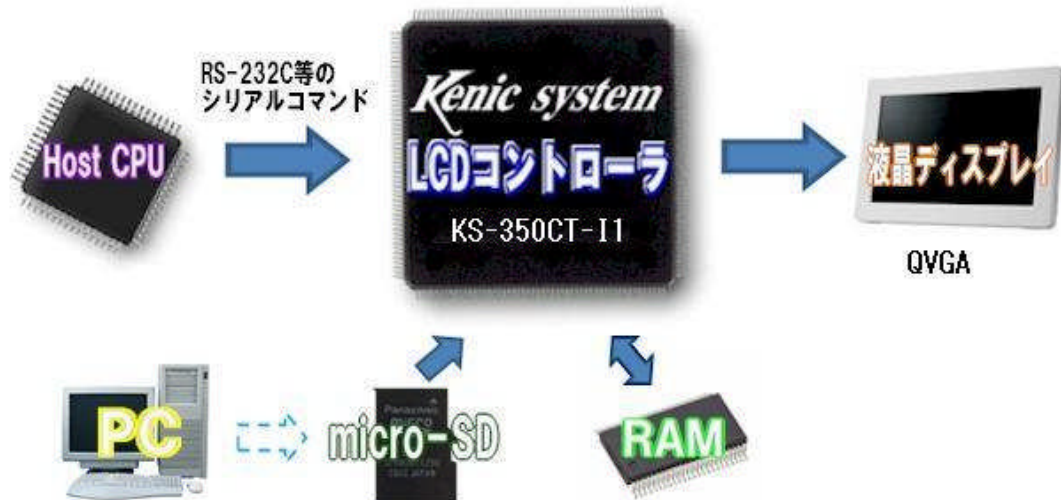 RS-232C等の
シリアルコマンド
Host CPU
Kenic system
LCDコントローラ
KS-350CT-I1
液晶ディスプレイ
QVGA
PC
micro-SD
Panasonic
RAM